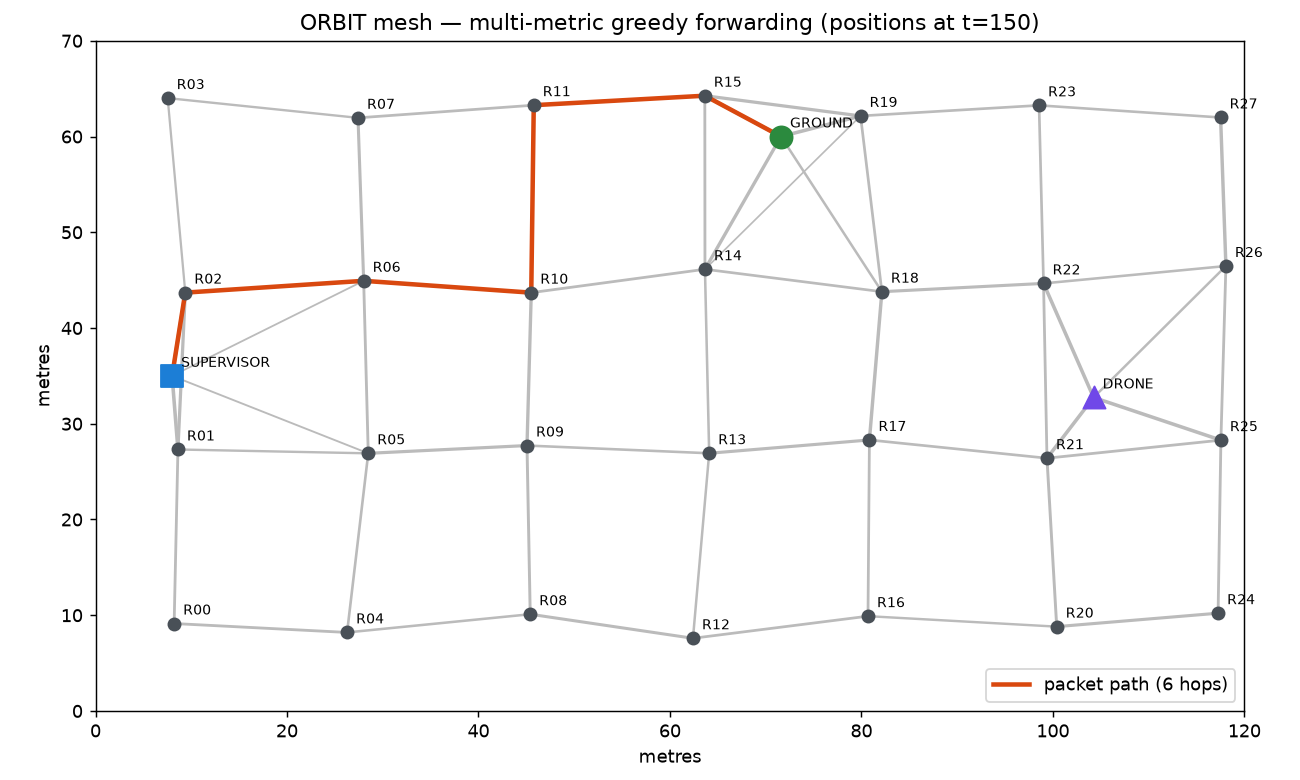 ORBIT mesh — multi-metric greedy forwarding (positions at t=150)
70
60
50
40
30
20
10
0
metres
R03
R07
R11
R15
R19
R23
R27
GROUND
R02
R06
R10
R14
R18
R22
R26
SUPERVISOR
DRONE
R01
R05
R09
R13
R17
R21
R25
R00
R04
R08
R12
R16
R20
R24
packet path (6 hops)
0 20 40 60 80 100 120
metres